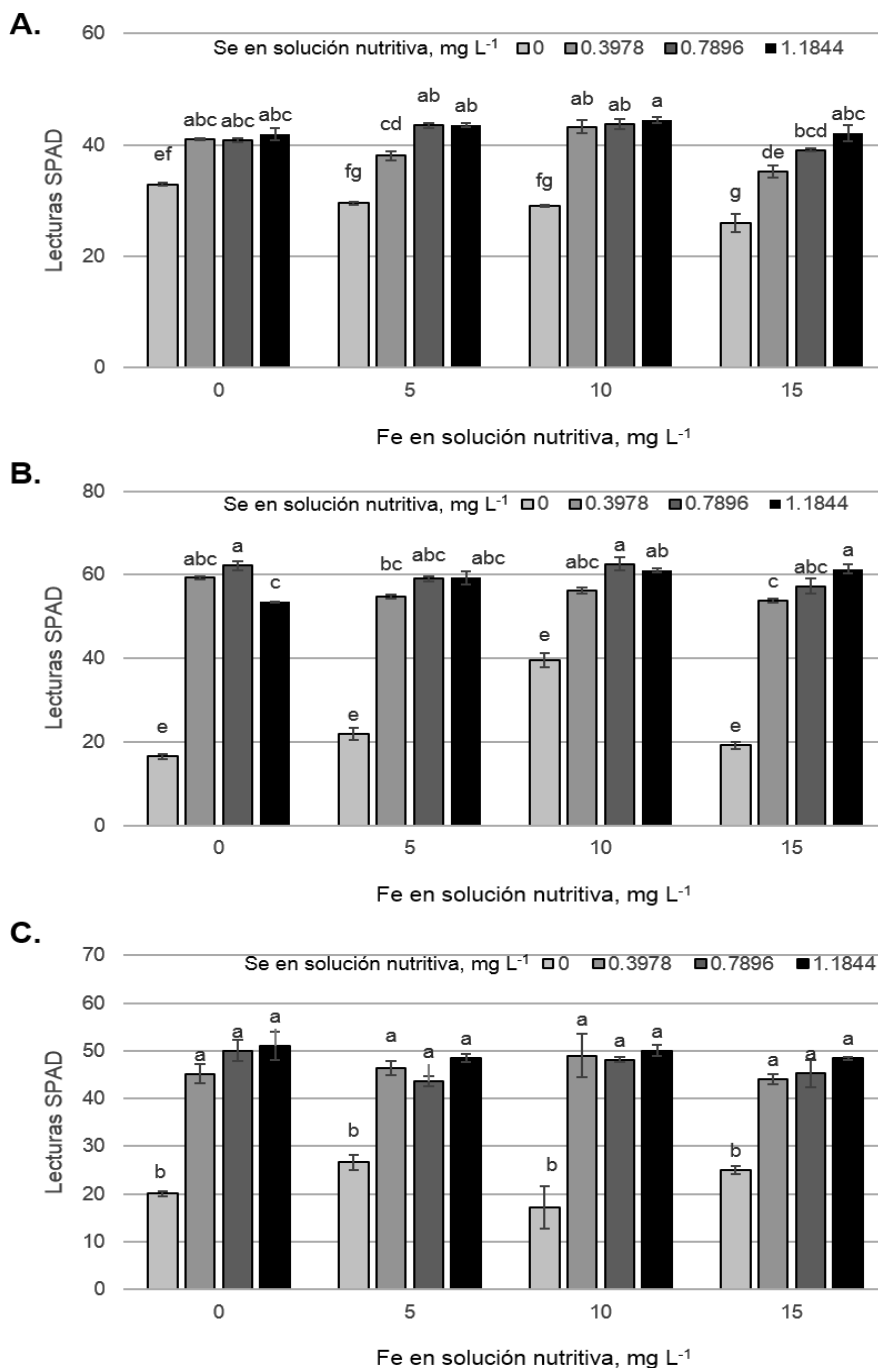 A.
60
Se en solución nutritiva, mg L⁻¹ 0 0.3978 0.7896 1.1844
ef abc abc abc fg cd ab ab fg ab ab a g de bcd abc
40
20
0
Lecturas SPAD
0 5 10 15
Fe en solución nutritiva, mg L⁻¹
B.
80
Se en solución nutritiva, mg L⁻¹ 0 0.3978 0.7896 1.1844
e abc a c e bc abc abc e abc a ab e c abc a
60
40
20
0
Lecturas SPAD
0 5 10 15
Fe en solución nutritiva, mg L⁻¹
C.
70
Se en solución nutritiva, mg L⁻¹ 0 0.3978 0.7896 1.1844
b a a a b a a a b a a a b a a a
60
50
40
30
20
10
0
Lecturas SPAD
0 5 10 15
Fe en solución nutritiva, mg L⁻¹